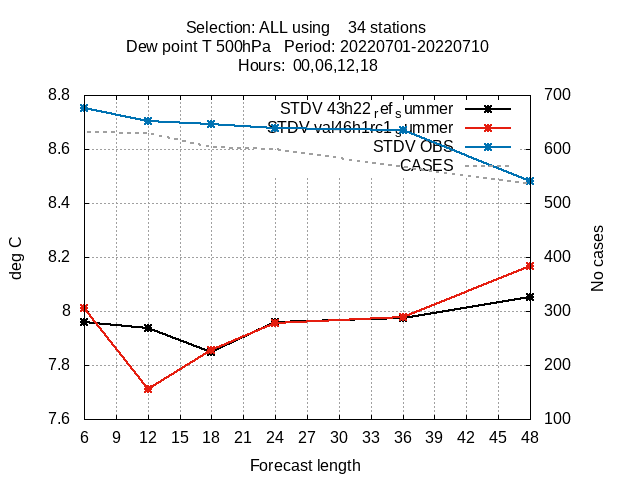 Selection: ALL using 34 stations
Dew point T 500hPa Period: 20220701-20220710
Hours: 00,06,12,18
8.8 700
STDV 43h22 refsummer
STDV val46h1rc1summer
8.6 STDV OBS 600
CASES
8.4 500
8.2 400
8 300
7.8 200
7.6 100
deg C
No cases
6 9 12 15 18 21 24 27 30 33 36 39 42 45 48
Forecast length